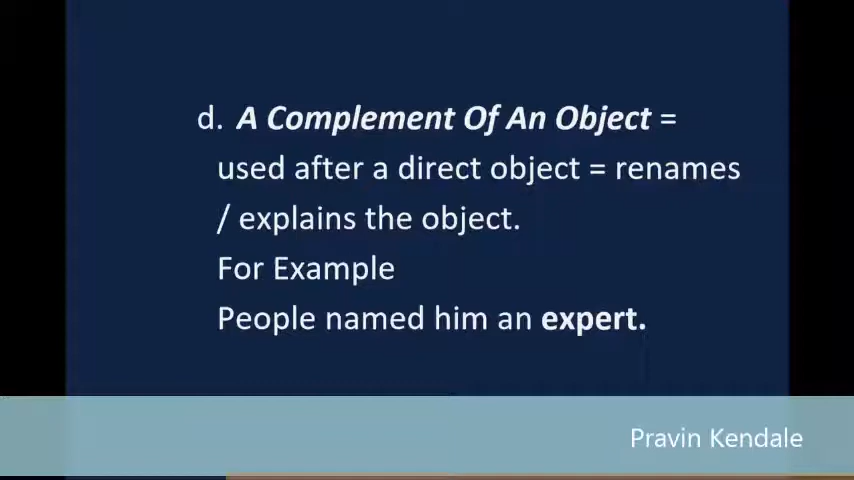 d. A Complement Of An Object =
used after a direct object = renames
/ explains the object.
For Example
People named him an expert.
Pravin Kendale